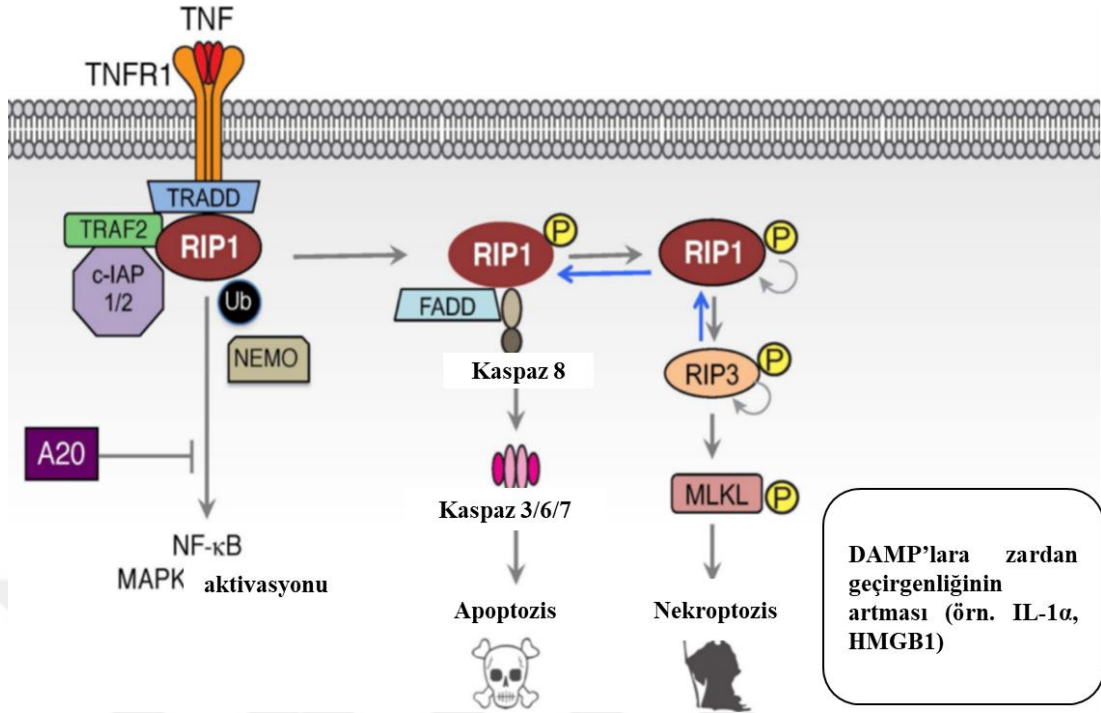 TNF
TNFR1
TRADD
TRAF2
RIP1
c-IAP
1/2
Ub
NEMO
A20
NF-κB
MAPK aktivasyonu
RIP1
P
FADD
Kaspaz 8
Kaspaz 3/6/7
Apoptozis
RIP1
P
RIP3
P
MLKL
P
Nekroptozis
DAMP’lara zardan
geçirgenliğinin
artması (örn. IL-1α,
HMGB1)